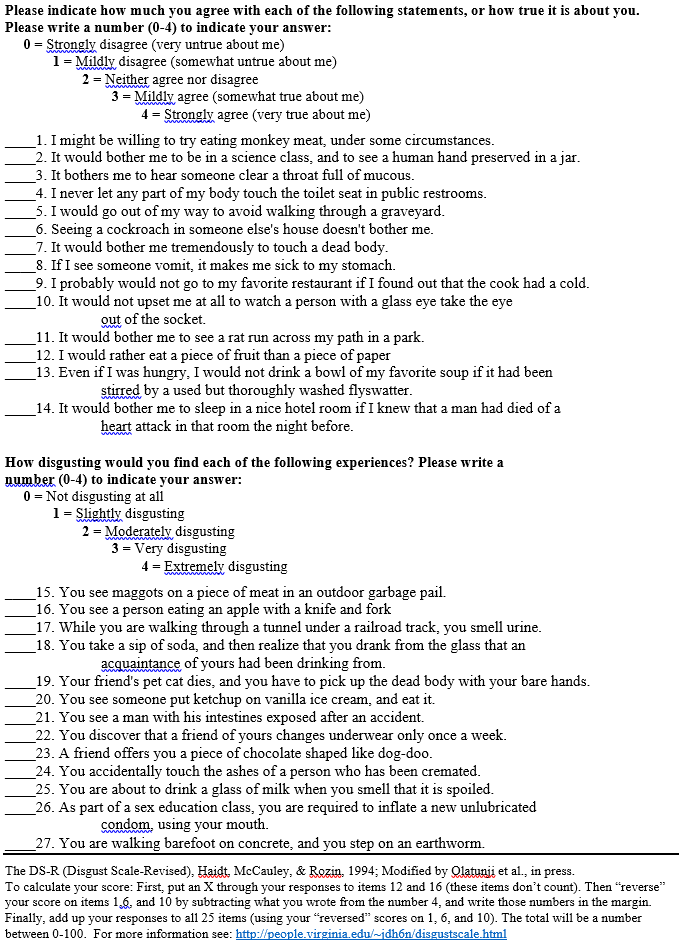 Please indicate how much you agree with each of the following statements, or how true it is about you.
Please write a number (0-4) to indicate your answer:
0 = Strongly disagree (very untrue about me)
1 = Mildly disagree (somewhat untrue about me)
2 = Neither agree nor disagree
3 = Mildly agree (somewhat true about me)
4 = Strongly agree (very true about me)
____1. I might be willing to try eating monkey meat, under some circumstances.
____2. It would bother me to be in a science class, and to see a human hand preserved in a jar.
____3. It bothers me to hear someone clear a throat full of mucous.
____4. I never let any part of my body touch the toilet seat in public restrooms.
____5. I would go out of my way to avoid walking through a graveyard.
____6. Seeing a cockroach in someone else's house doesn't bother me.
____7. It would bother me tremendously to touch a dead body.
____8. If I see someone vomit, it makes me sick to my stomach.
____9. I probably would not go to my favorite restaurant if I found out that the cook had a cold.
____10. It would not upset me at all to watch a person with a glass eye take the eye
out of the socket.
____11. It would bother me to see a rat run across my path in a park.
____12. I would rather eat a piece of fruit than a piece of paper
____13. Even if I was hungry, I would not drink a bowl of my favorite soup if it had been
stirred by a used but thoroughly washed flyswatter.
____14. It would bother me to sleep in a nice hotel room if I knew that a man had died of a
heart attack in that room the night before.
How disgusting would you find each of the following experiences? Please write a
number (0-4) to indicate your answer:
0 = Not disgusting at all
1 = Slightly disgusting
2 = Moderately disgusting
3 = Very disgusting
4 = Extremely disgusting
____15. You see maggots on a piece of meat in an outdoor garbage pail.
____16. You see a person eating an apple with a knife and fork
____17. While you are walking through a tunnel under a railroad track, you smell urine.
____18. You take a sip of soda, and then realize that you drank from the glass that an
acquaintance of yours had been drinking from.
____19. Your friend's pet cat dies, and you have to pick up the dead body with your bare hands.
____20. You see someone put ketchup on vanilla ice cream, and eat it.
____21. You see a man with his intestines exposed after an accident.
____22. You discover that a friend of yours changes underwear only once a week.
____23. A friend offers you a piece of chocolate shaped like dog-doo.
____24. You accidentally touch the ashes of a person who has been cremated.
____25. You are about to drink a glass of milk when you smell that it is spoiled.
____26. As part of a sex education class, you are required to inflate a new unlubricated
condom, using your mouth.
____27. You are walking barefoot on concrete, and you step on an earthworm.
The DS-R (Disgust Scale-Revised), Haidt, McCauley, & Rozin, 1994; Modified by Olatunji et al., in press.
To calculate your score: First, put an X through your responses to items 12 and 16 (these items don't count). Then "reverse"
your score on items 1,6, and 10 by subtracting what you wrote from the number 4, and write those numbers in the margin.
Finally, add up your responses to all 25 items (using your "reversed" scores on 1, 6, and 10). The total will be a number
between 0-100. For more information see: http://people.virginia.edu/~jdh6n/disgustscale.html